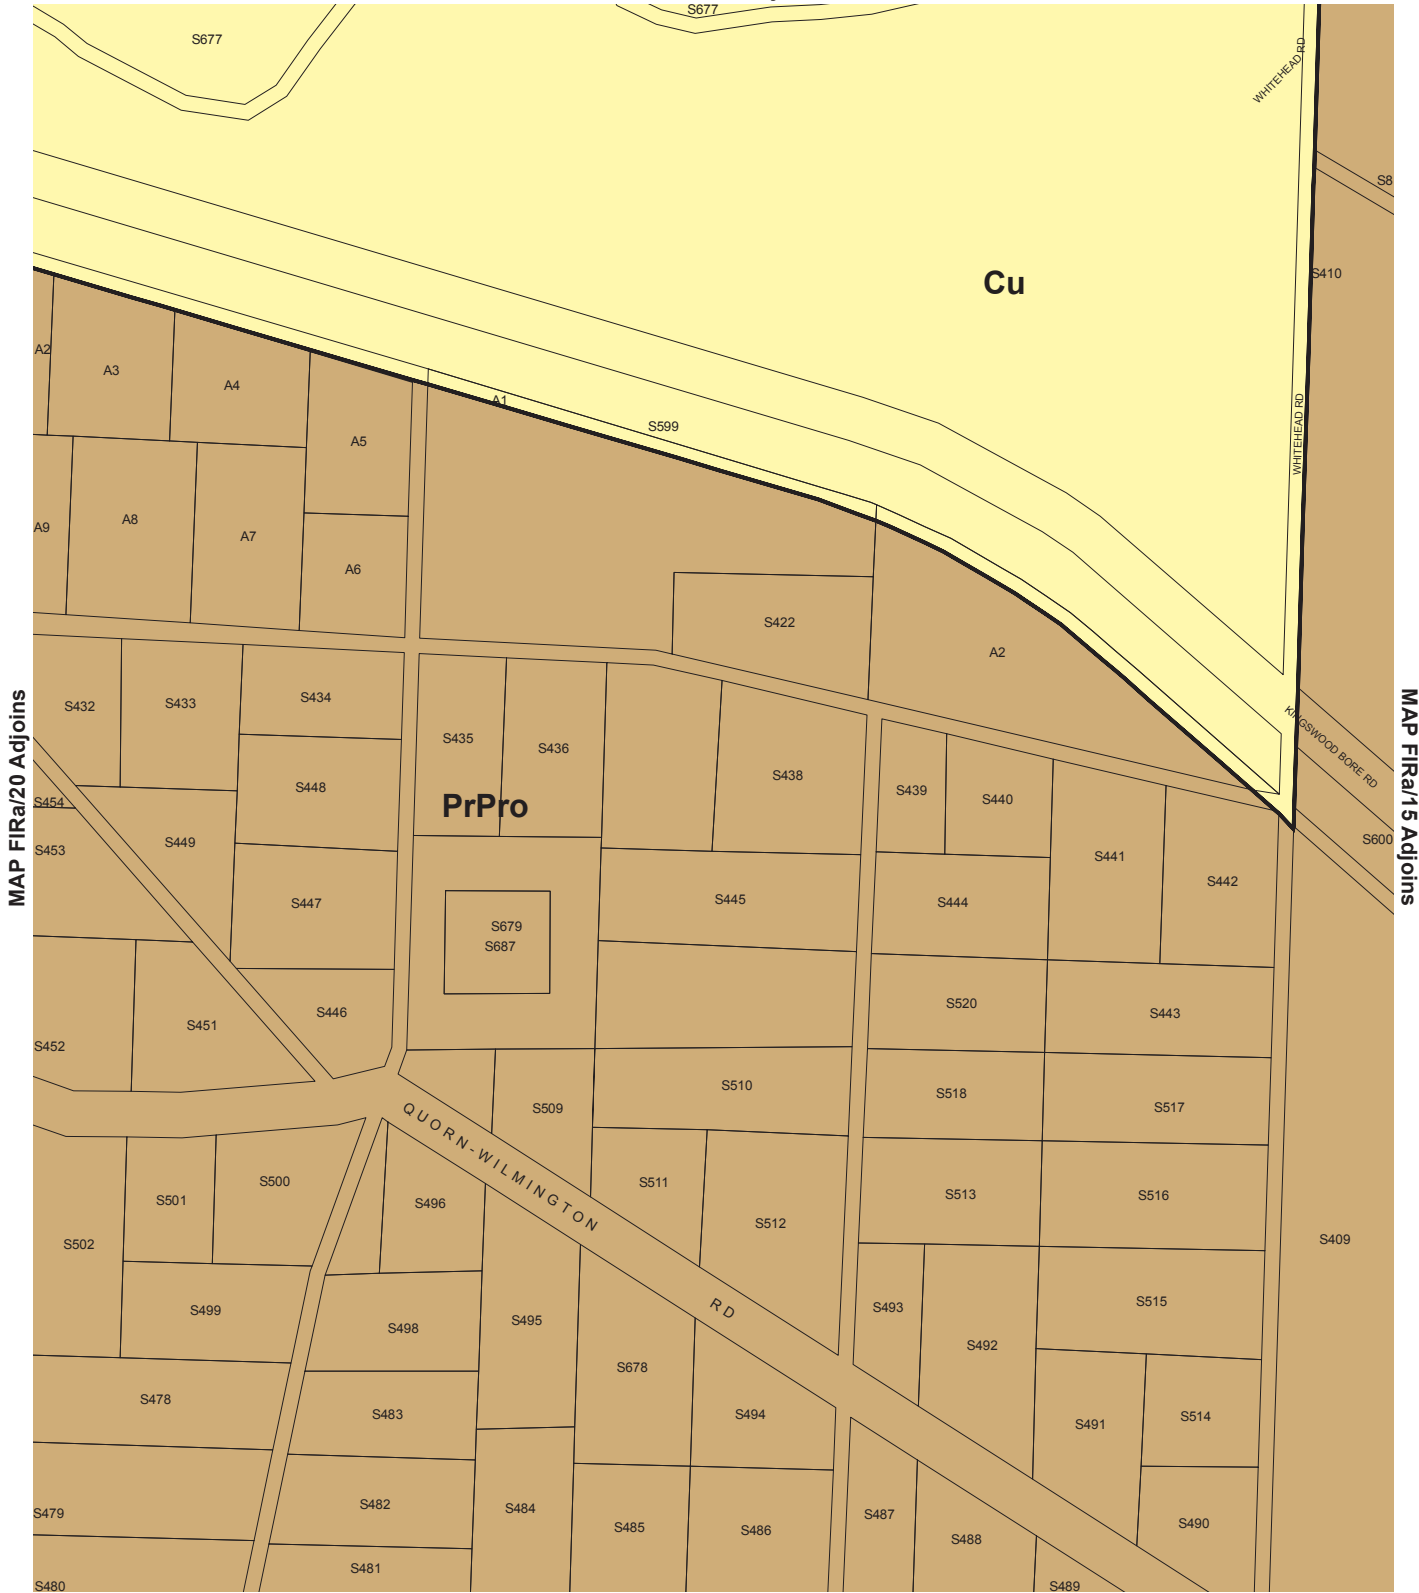 S677
S677
WHITEHEAD RD
S8
S410
Cu
A2
A3
A4
A1
WHITEHEAD RD
S599
A5
A9
A8
A7
A6
S422
A2
MAP FIRa/20 Adjoins
MAP FIRa/15 Adjoins
S432
S433
S434
S435
S436
KINGSWOOD BORE RD
S438
S448
S439
S440
PrPro
S454
S453
S449
S600
S441
S442
S447
S445
S444
S679
S687
S446
S520
S443
S451
S452
S510
S518
S517
S509
QUORN-WILMINGTON
S501
S500
S496
S511
S512
S513
S516
S502
S409
S499
S498
S495
RD
S493
S515
S492
S678
S478
S483
S494
S491
S514
S479
S482
S484
S485
S486
S487
S488
S490
S481
S480
S489